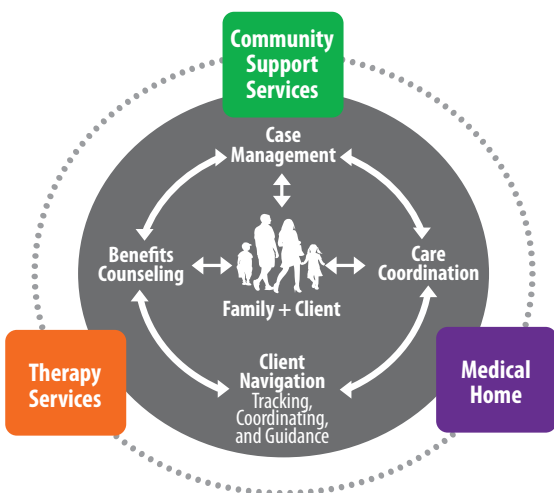 Community
Support
Services
Case
Management
Benefits
Counseling
Care
Coordination
Family + Client
Therapy
Services
Client
Navigation
Tracking,
Coordinating,
and Guidance
Medical
Home